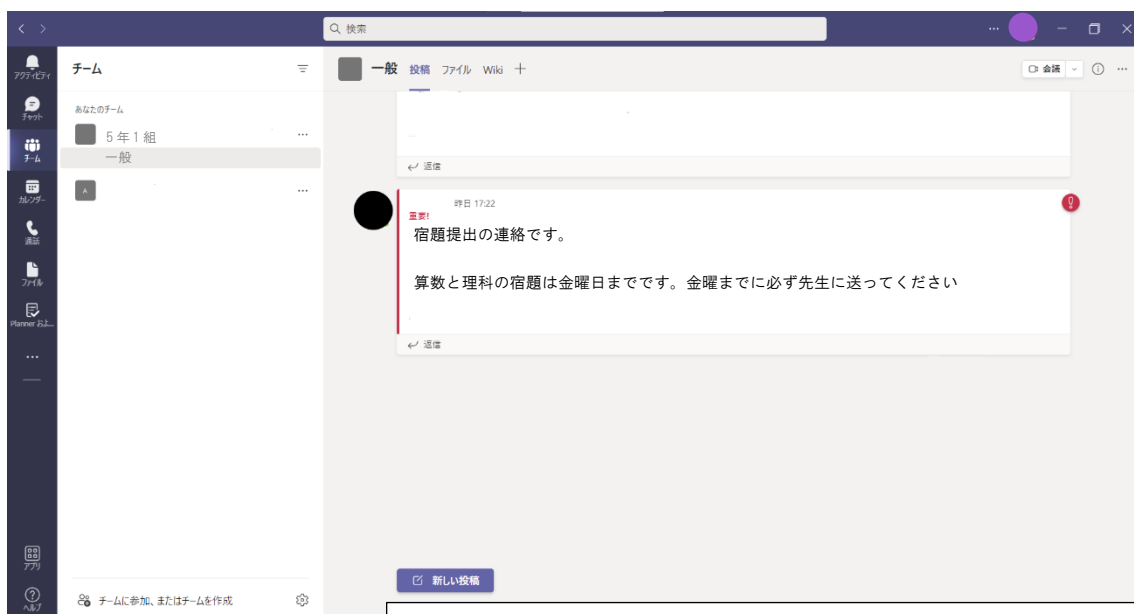 検索
アクティビティ
チャット
チーム
カレンダー
通話
ファイル
Planner およ...
アプリ
ヘルプ
チーム
あなたのチーム
5年1組
一般
A
チームに参加、またはチームを作成
一般 投稿 ファイル Wiki
会議
返信
昨日 17:22
重要!
宿題提出の連絡です。
算数と理科の宿題は金曜日までです。金曜までに必ず先生に送ってください
返信
新しい投稿